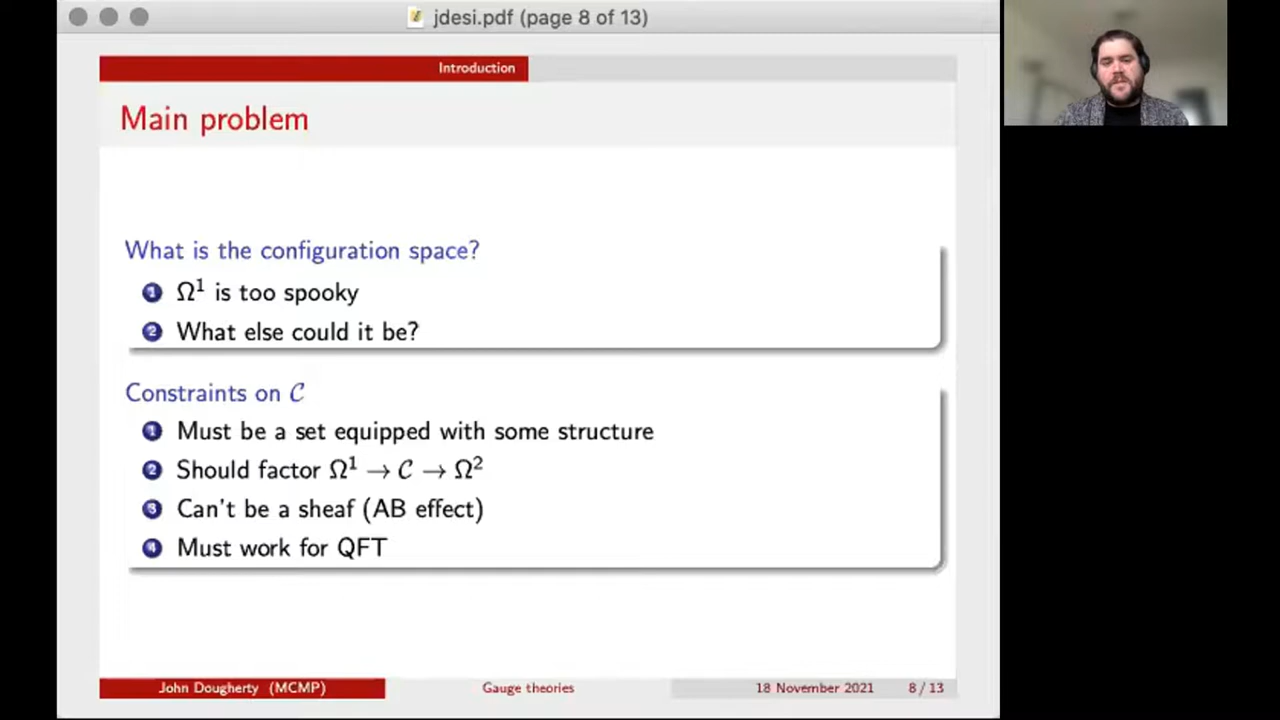 jdesi.pdf (page 8 of 13)
Introduction
Main problem
What is the configuration space?
1 Ω¹ is too spooky
2 What else could it be?
Constraints on 𝒞
1 Must be a set equipped with some structure
2 Should factor Ω¹ → 𝒞 → Ω²
3 Can't be a sheaf (AB effect)
4 Must work for QFT
John Dougherty (MCMP) Gauge theories 18 November 2021 8 / 13